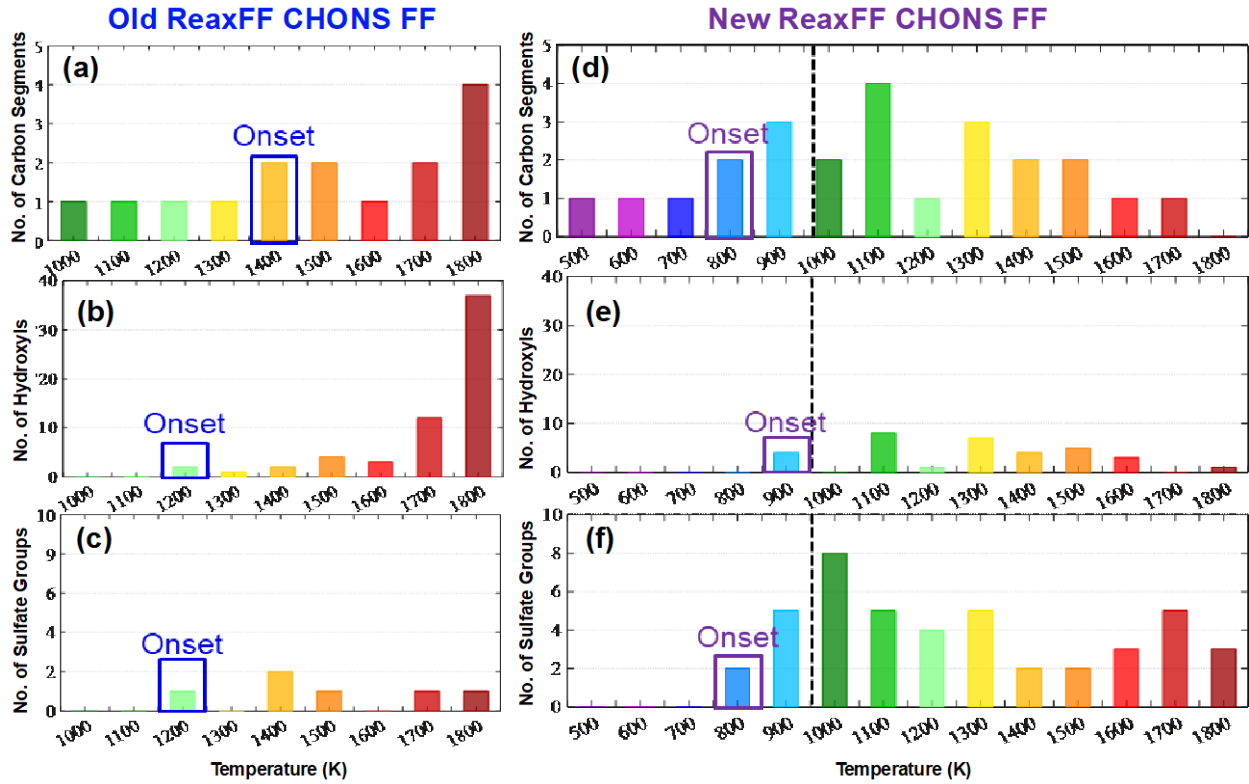 Old ReaxFF CHONS FF
New ReaxFF CHONS FF
(a)
No. of Carbon Segments
5
4
3
2
1
0
Onset
1000 1100 1200 1300 1400 1500 1600 1700 1800
(d)
No. of Carbon Segments
5
4
3
2
1
0
Onset
500 600 700 800 900 1000 1100 1200 1300 1400 1500 1600 1700 1800
(b)
No. of Hydroxyls
40
30
20
10
0
Onset
1000 1100 1200 1300 1400 1500 1600 1700 1800
(e)
No. of Hydroxyls
40
30
20
10
0
Onset
500 600 700 800 900 1000 1100 1200 1300 1400 1500 1600 1700 1800
(c)
No. of Sulfate Groups
10
9
6
4
2
0
Onset
1000 1100 1200 1300 1400 1500 1600 1700 1800
Temperature (K)
(f)
No. of Sulfate Groups
10
8
6
4
2
0
Onset
500 600 700 800 900 1000 1100 1200 1300 1400 1500 1600 1700 1800
Temperature (K)